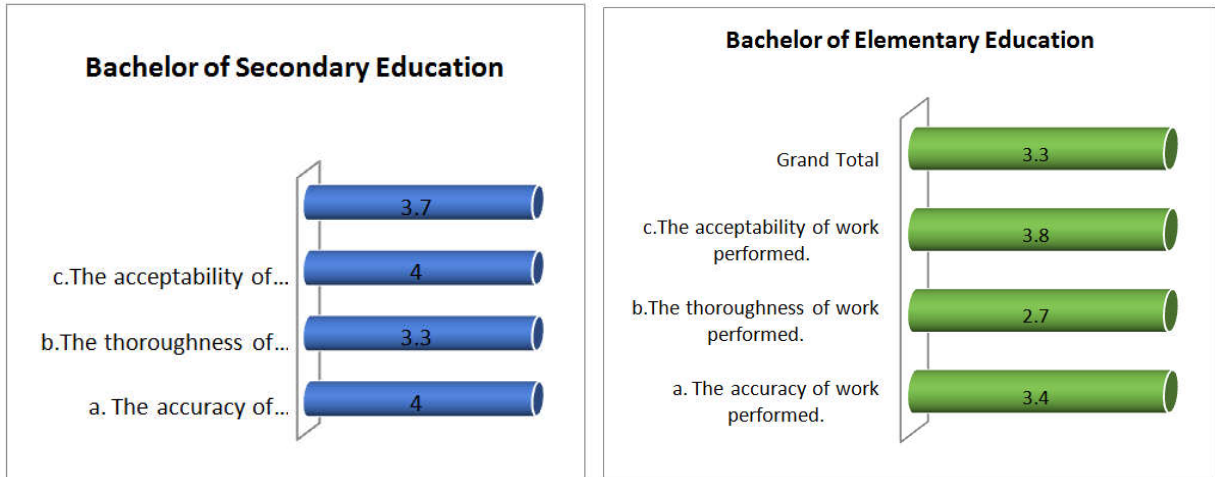 Bachelor of Secondary Education
3.7
c.The acceptability of... 4
b.The thoroughness of... 3.3
a. The accuracy of... 4
Bachelor of Elementary Education
Grand Total 3.3
c.The acceptability of work
performed.
3.8
b.The thoroughness of work
performed.
2.7
a. The accuracy of work
performed.
3.4